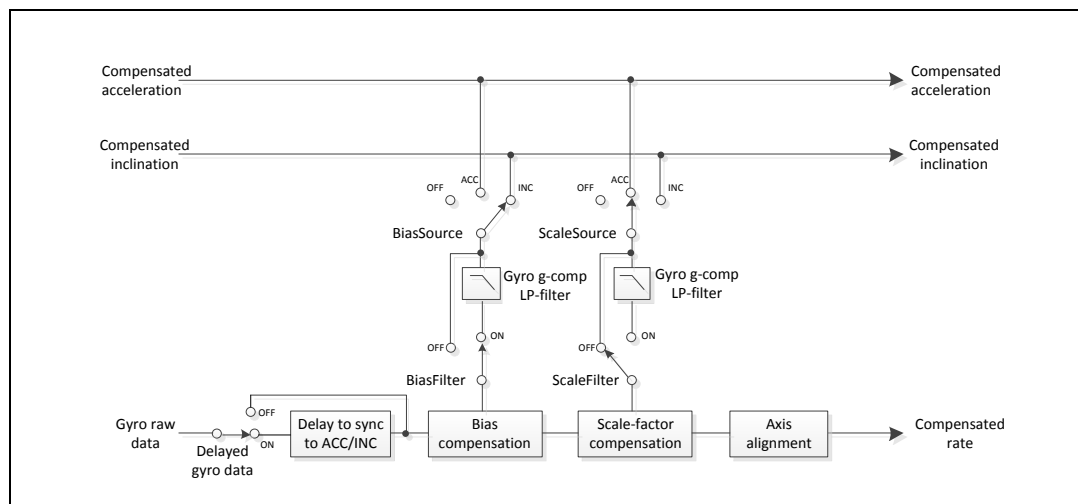 Compensated
acceleration
Compensated
acceleration
Compensated
inclination
Compensated
inclination
OFF
ACC
INC
OFF
ACC
INC
BiasSource
ScaleSource
Gyro g-comp
LP-filter
Gyro g-comp
LP-filter
OFF
ON
OFF
ON
BiasFilter
ScaleFilter
OFF
Gyro raw
data
ON
Delayed
gyro data
Delay to sync
to ACC/INC
Bias
compensation
Scale-factor
compensation
Axis
alignment
Compensated
rate